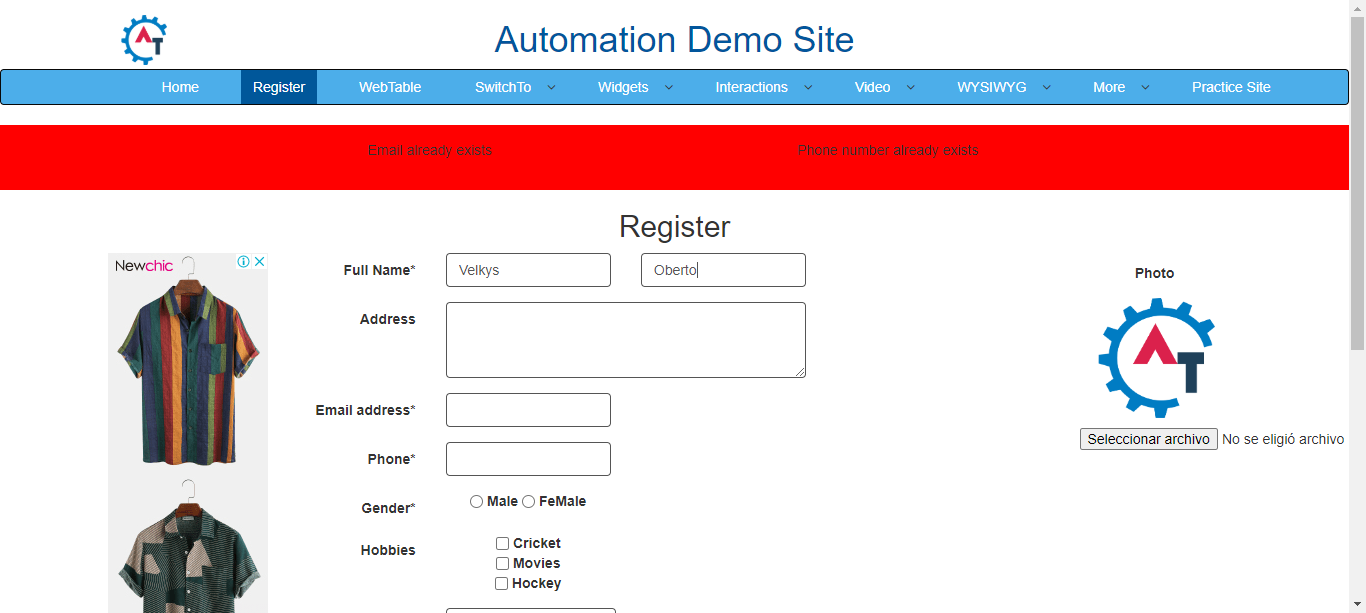 AT
Automation Demo Site
Home Register WebTable SwitchTo Widgets Interactions Video WYSIWYG More Practice Site
Email already exists Phone number already exists
Register
Newchic
Full Name* Velkys Oberto
Photo
Address
AT
Email address*
Seleccionar archivo No se eligió archivo
Phone*
Gender* Male FeMale
Hobbies Cricket
Movies
Hockey